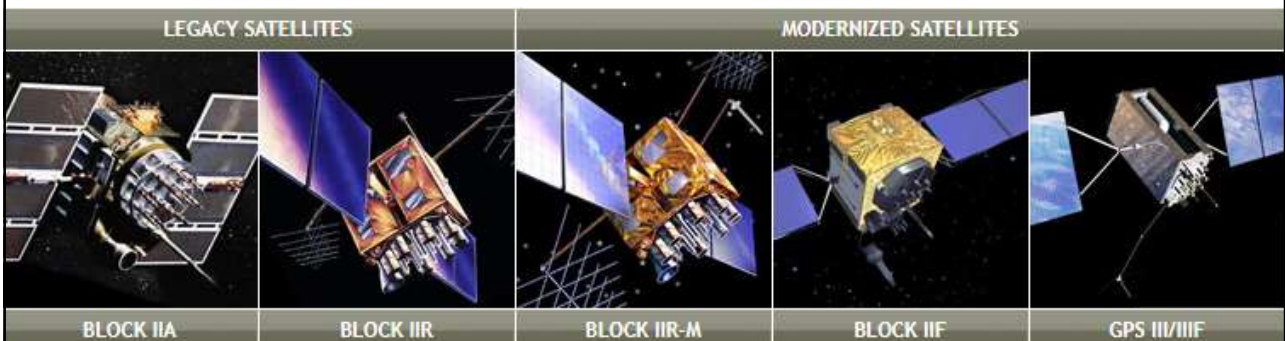 LEGACY SATELLITES
MODERNIZED SATELLITES
BLOCK IIA
BLOCK IIR
BLOCK IIR-M
BLOCK IIF
GPS III/IIIF